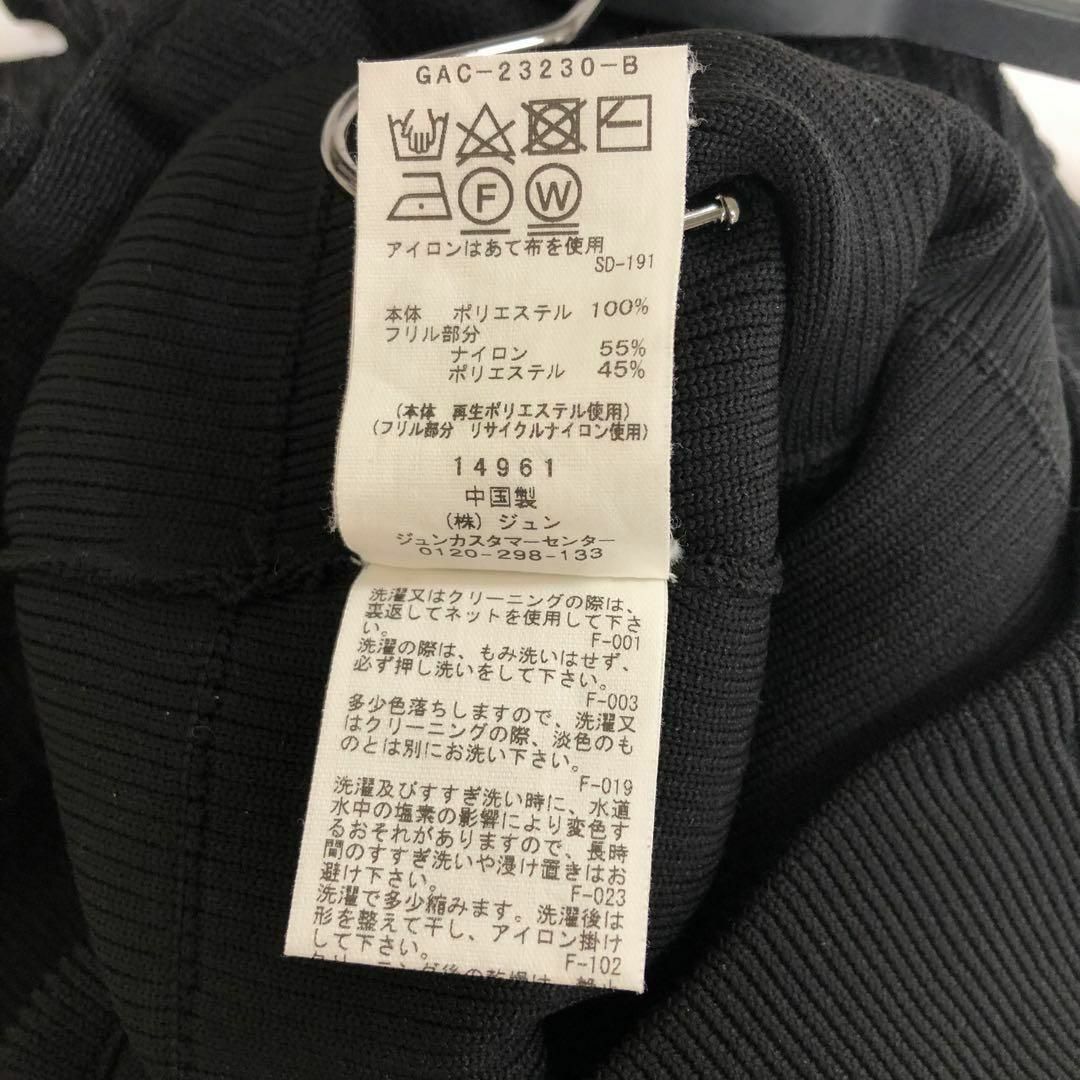 GAC-23230-B
F W
アイロンはあて布を使用
SD-191
本体 ポリエステル 100%
フリル部分
ナイロン 55%
ポリエステル 45%
(本体 再生ポリエステル使用)
(フリル部分 リサイクルナイロン使用)
14961
中国製
(株) ジュン
ジュンカスタマーセンター
0120-298-133
洗濯又はクリーニングの際は、
裏返してネットを使用して下さ
い。 F-001
洗濯の際は、もみ洗いはせず、
必ず押し洗いをして下さい。
F-003
多少色落ちしますので、洗濯又
はクリーニングの際、淡色のも
のとは別にお洗い下さい。
F-019
洗濯及びすすぎ洗い時に、水道
水中の塩素の影響により変色す
るおそれがありますので、長時
間のすすぎ洗いや浸け置きはお
避け下さい。 F-023
洗濯で多少縮みます。洗濯後は
形を整えて干し、アイロン掛け
して下さい。 F-102
クリーニング後の乾燥は、静止